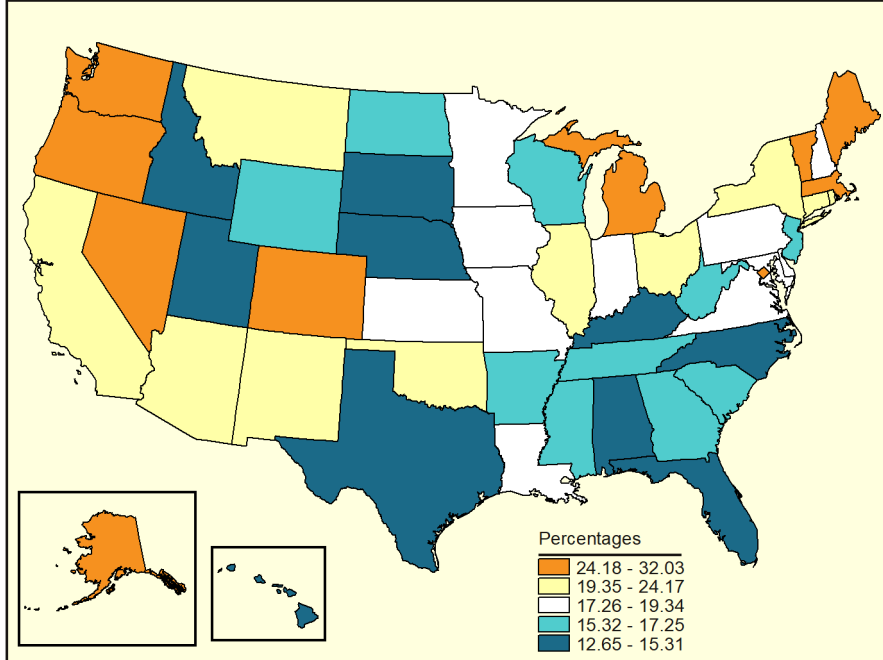 Percentages
24.18 - 32.03
19.35 - 24.17
17.26 - 19.34
15.32 - 17.25
12.65 - 15.31